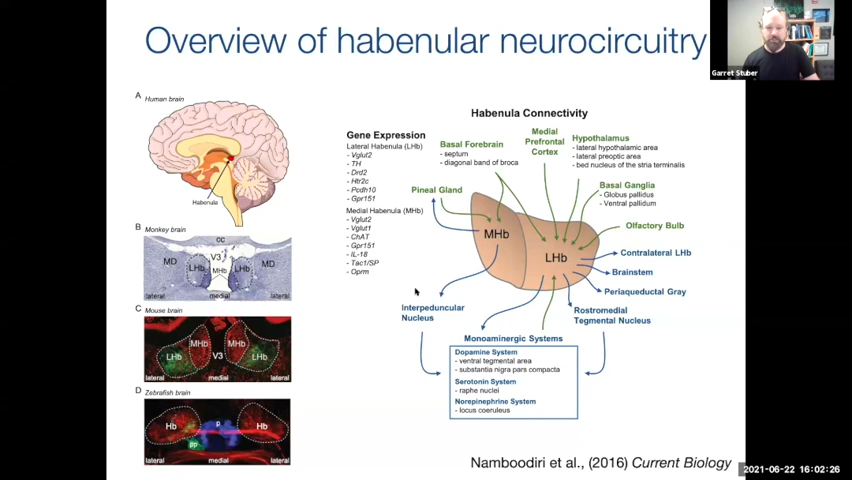 Overview of habenular neurocircuitry
Garret Stuber
A
Human brain
Habenula
B
Monkey brain
cc
V3
MD
LHb
MHb
LHb
MD
lateral
medial
lateral
C
Mouse brain
MHb
MHb
LHb
V3
LHb
lateral
medial
lateral
D
Zebrafish brain
Hb
p
Hb
pp
lateral
medial
lateral
Gene Expression
Lateral Habenula (LHb)
- Vglut2
- TH
- Drd2
- Htr2c
- Pcdh10
- Gpr151
Medial Habenula (MHb)
- Vglut2
- Vglut1
- ChAT
- Gpr151
- IL-18
- Tac1/SP
- Oprm
Habenula Connectivity
Basal Forebrain
- septum
- diagonal band of broca
Medial
Prefrontal
Cortex
Hypothalamus
- lateral hypothalamic area
- lateral preoptic area
- bed nucleus of the stria terminalis
Pineal Gland
Basal Ganglia
- Globus pallidus
- Ventral pallidum
Olfactory Bulb
MHb
LHb
Contralateral LHb
Brainstem
Periaqueductal Gray
Interpeduncular
Nucleus
Rostromedial
Tegmental Nucleus
Monoaminergic Systems
Dopamine System
- ventral tegmental area
- substantia nigra pars compacta
Serotonin System
- raphe nuclei
Norepinephrine System
- locus coeruleus
Namboodiri et al., (2016) Current Biology
2021-06-22 16:02:26